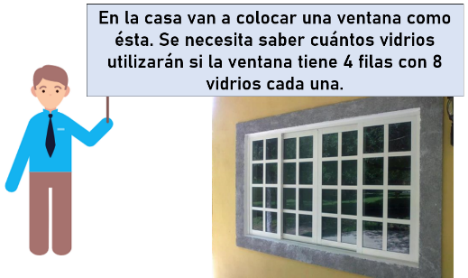 En la casa van a colocar una ventana como
ésta. Se necesita saber cuántos vidrios
utilizarán si la ventana tiene 4 filas con 8
vidrios cada una.